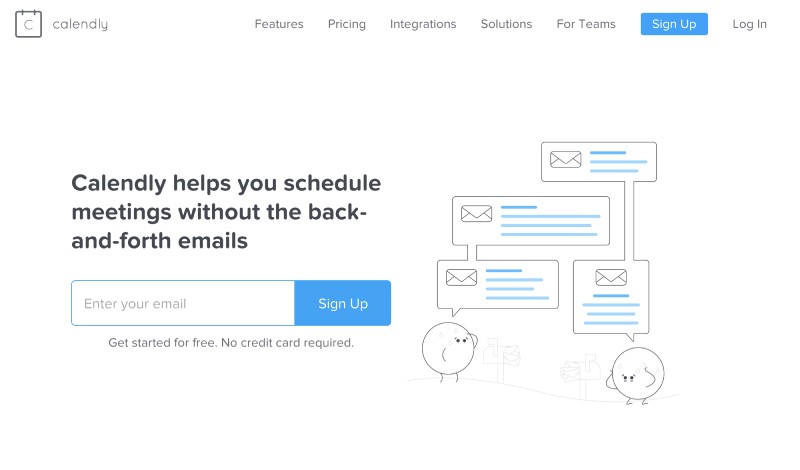 C calendly
Features Pricing Integrations Solutions For Teams Sign Up Log In
Calendly helps you schedule
meetings without the back-
and-forth emails
Enter your email Sign Up
Get started for free. No credit card required.